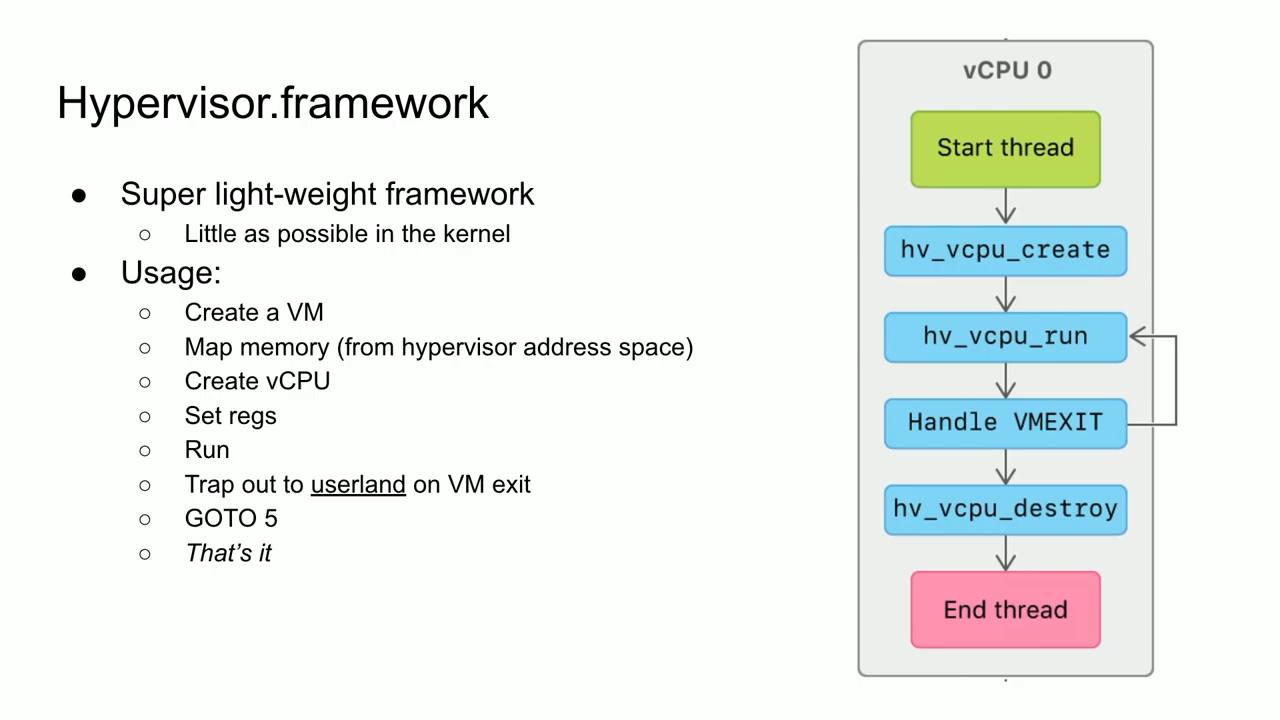 Hypervisor.framework
● Super light-weight framework
○ Little as possible in the kernel
● Usage:
○ Create a VM
○ Map memory (from hypervisor address space)
○ Create vCPU
○ Set regs
○ Run
○ Trap out to userland on VM exit
○ GOTO 5
○ That’s it
vCPU 0
Start thread
hv_vcpu_create
hv_vcpu_run
Handle VMEXIT
hv_vcpu_destroy
End thread